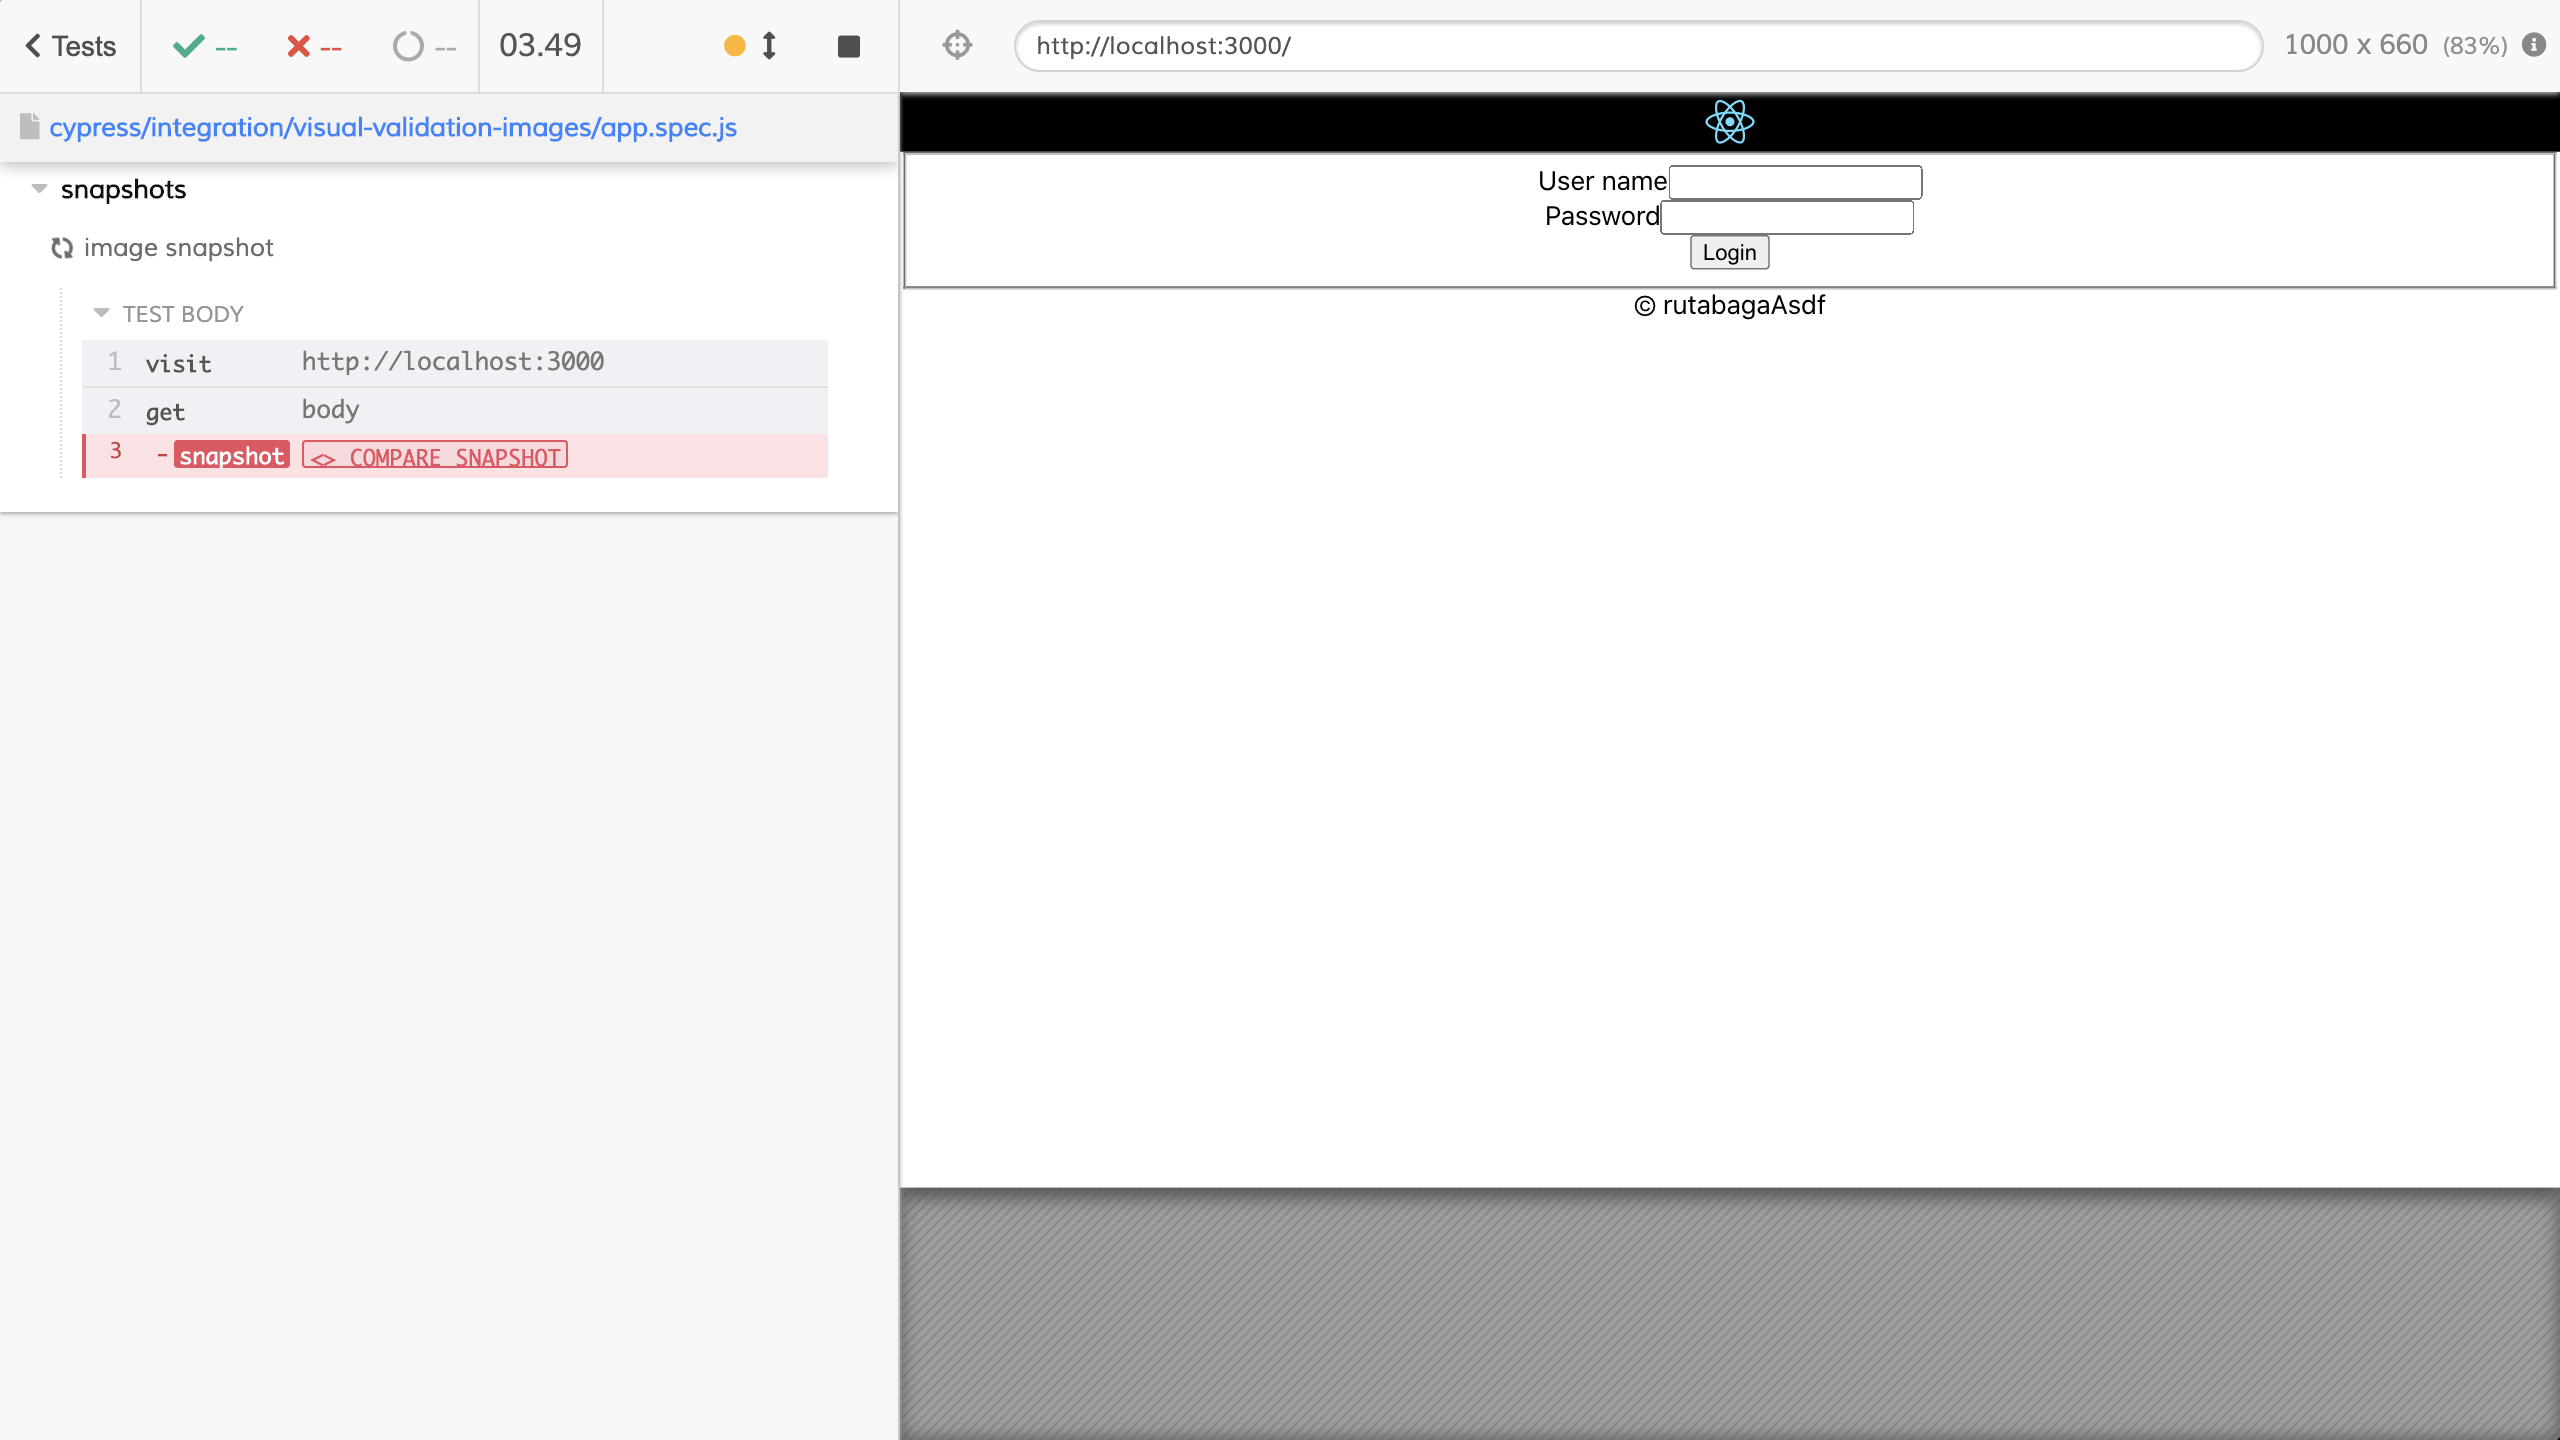 Tests
--
--
--
03.49
http://localhost:3000/
1000 x 660 (83%)
cypress/integration/visual-validation-images/app.spec.js
snapshots
image snapshot
TEST BODY
1 visit http://localhost:3000
2 get body
3 -snapshot <> COMPARE SNAPSHOT
User name
Password
Login
© rutabagaAsdf